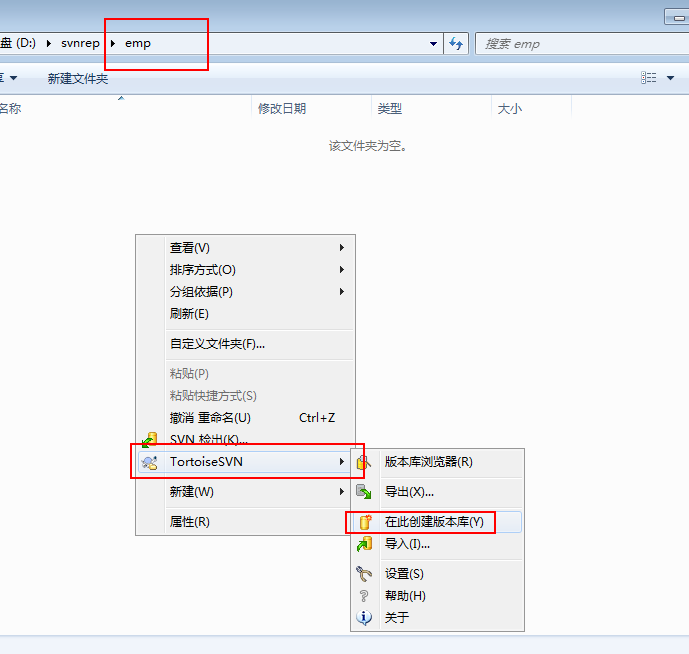 盘 (D:) svnrep emp 搜索 emp
享 新建文件夹
名称 修改日期 类型 大小
该文件夹为空。
查看(V)
排序方式(O)
分组依据(P)
刷新(E)
自定义文件夹(F)...
粘贴(P)
粘贴快捷方式(S)
撤消 重命名(U) Ctrl+Z
SVN 检出(K)...
TortoiseSVN
新建(W)
属性(R)
版本库浏览器(R)
导出(X)...
在此创建版本库(Y)
导入(I)...
设置(S)
帮助(H)
关于